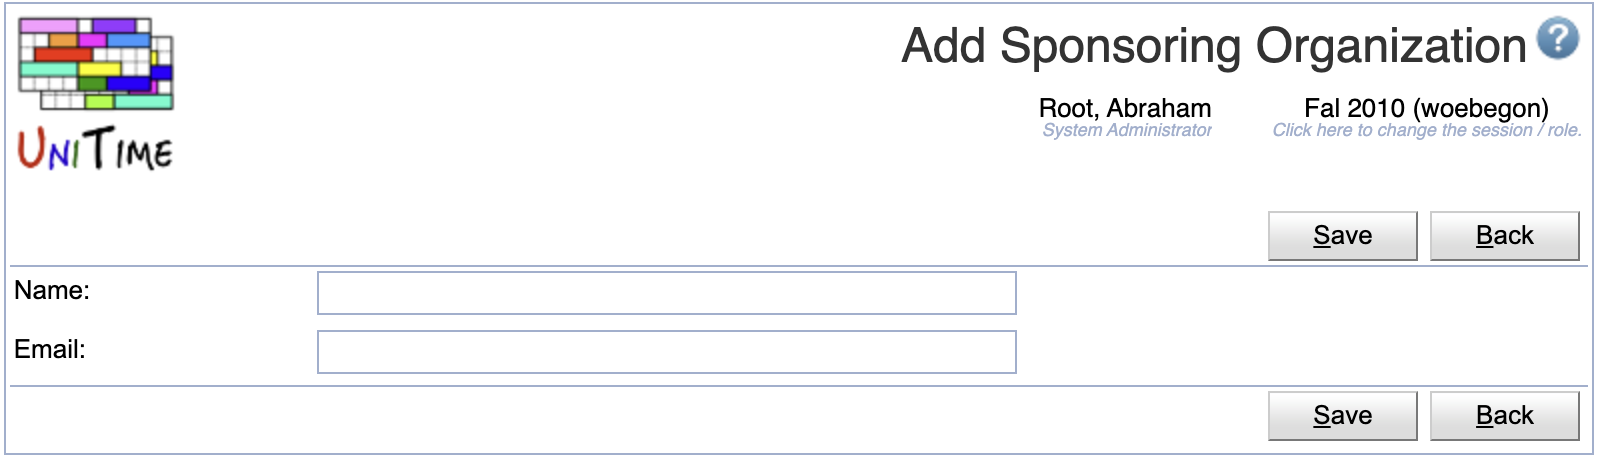 UNITIME
Add Sponsoring Organization ?
Root, Abraham
System Administrator
Fal 2010 (woebegon)
Click here to change the session / role.
Save Back
Name:
Email:
Save Back